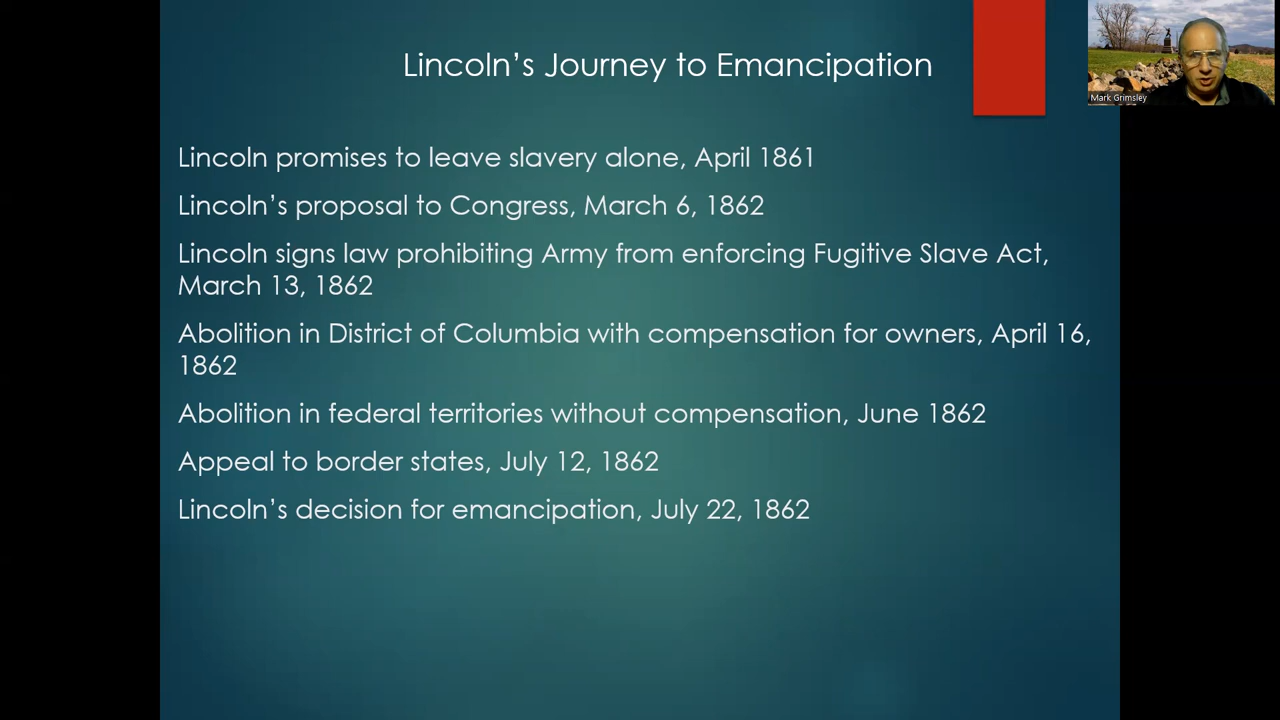 Lincoln’s Journey to Emancipation
Mark Grimsley
Lincoln promises to leave slavery alone, April 1861
Lincoln’s proposal to Congress, March 6, 1862
Lincoln signs law prohibiting Army from enforcing Fugitive Slave Act,
March 13, 1862
Abolition in District of Columbia with compensation for owners, April 16,
1862
Abolition in federal territories without compensation, June 1862
Appeal to border states, July 12, 1862
Lincoln’s decision for emancipation, July 22, 1862